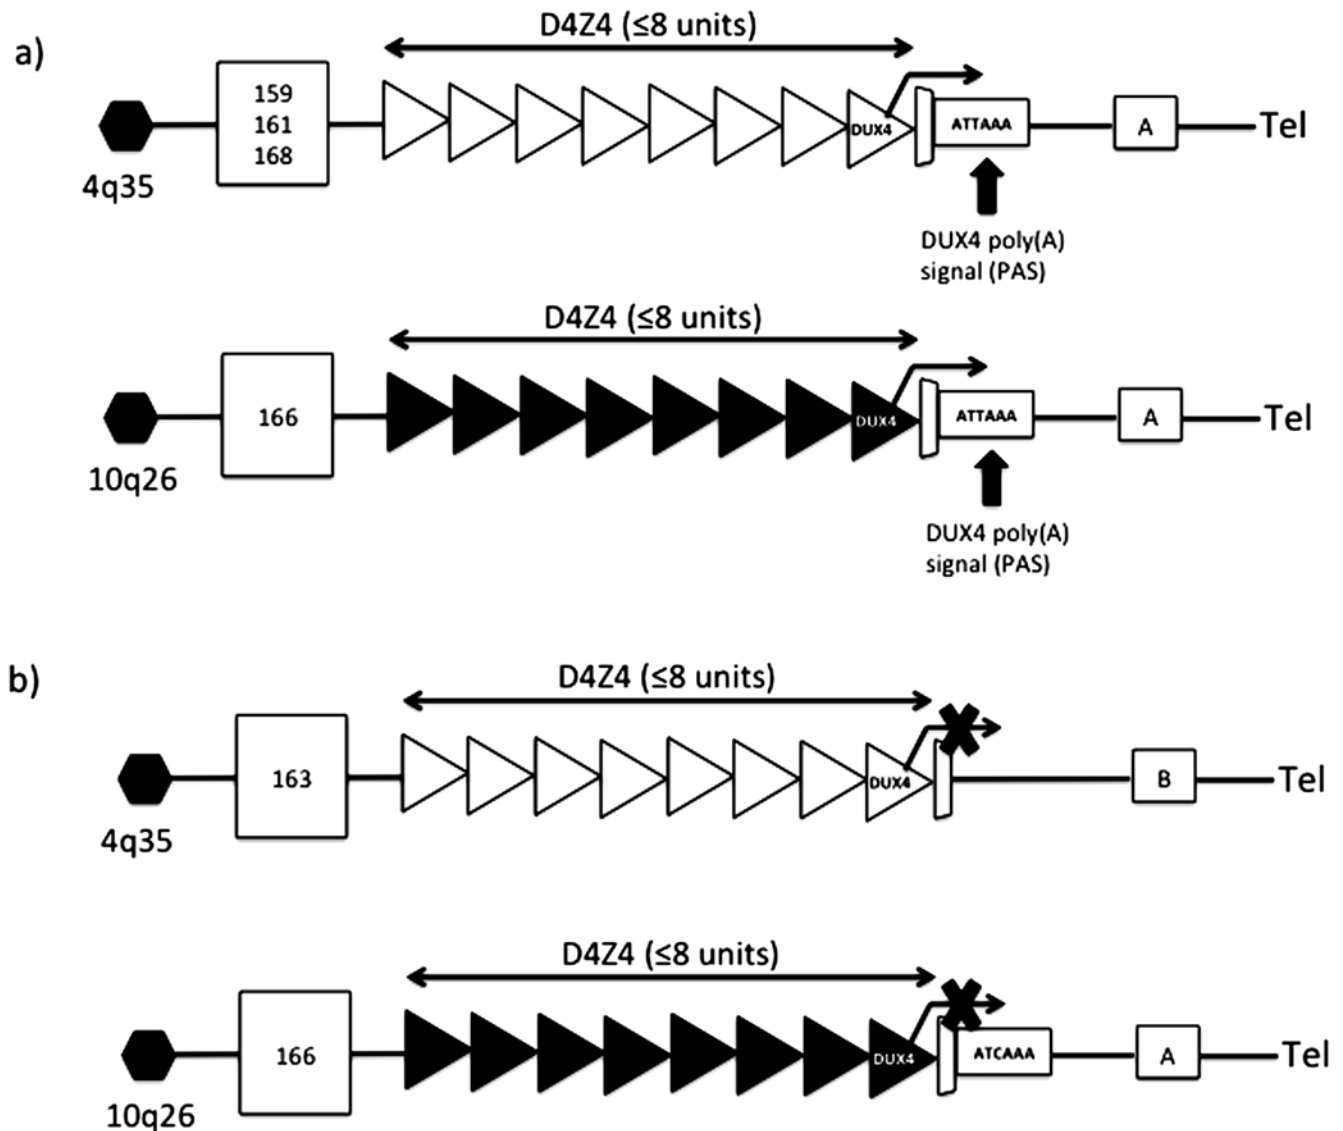 a)
D4Z4 (≤8 units)
159
161
168
DUX4
ATTAAA
A
Tel
4q35
DUX4 poly(A)
signal (PAS)
D4Z4 (≤8 units)
166
DUX4
ATTAAA
A
Tel
10q26
DUX4 poly(A)
signal (PAS)
b)
D4Z4 (≤8 units)
163
DUX4
B
Tel
4q35
D4Z4 (≤8 units)
166
DUX4
ATCAAA
A
Tel
10q26